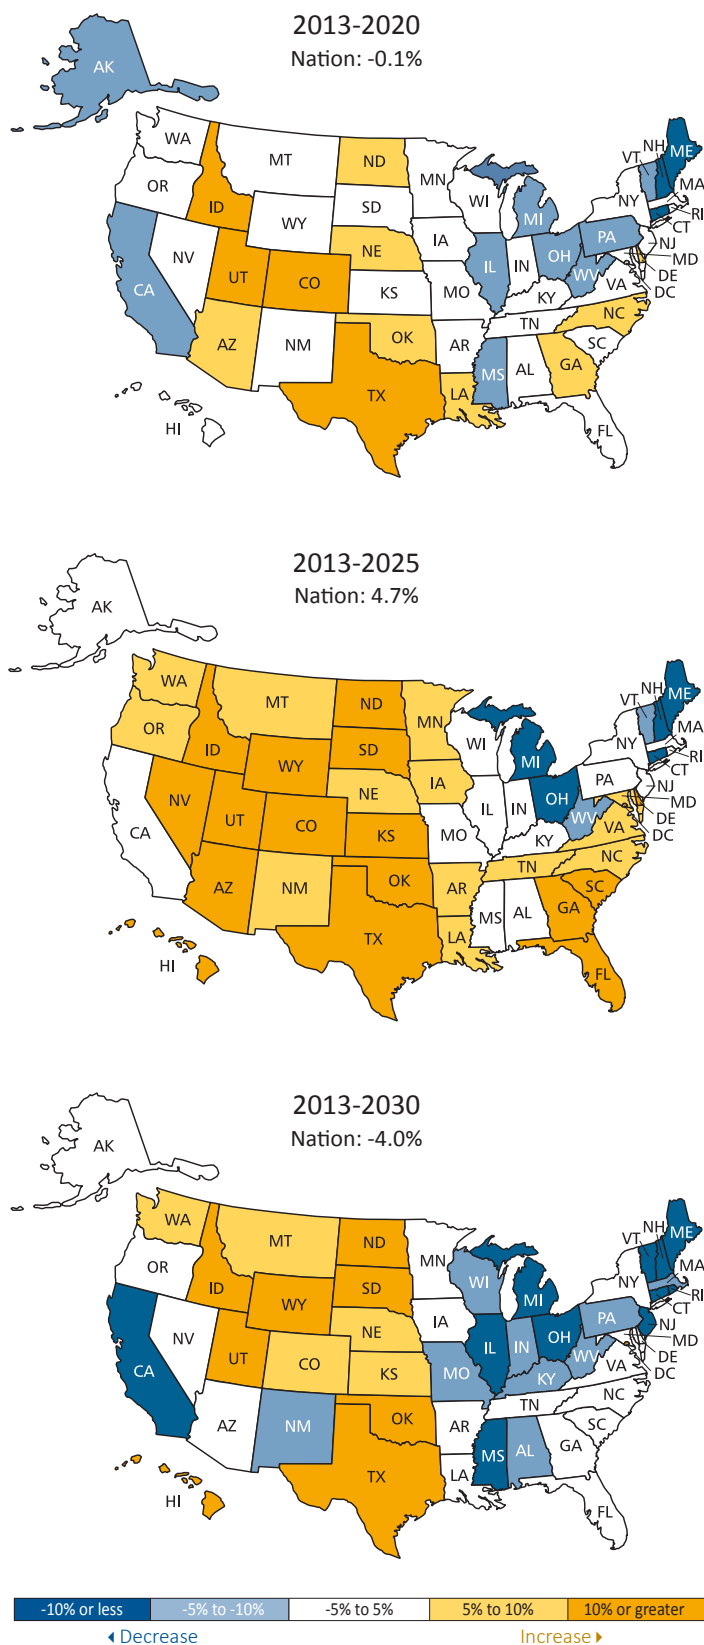 2013-2020
Nation: -0.1%
AK
WA
MT
ND
MN
VT
NH
ME
OR
ID
SD
WI
NY
MA
WY
MI
RI
CT
NE
IA
PA
NJ
NV
UT
CO
IL
IN
OH
MD
DE
CA
KS
MO
WV
VA
DC
KY
AZ
NM
OK
AR
TN
NC
SC
TX
LA
MS
AL
GA
HI
FL
2013-2025
Nation: 4.7%
AK
WA
MT
ND
MN
VT
NH
ME
OR
ID
SD
WI
NY
MA
WY
MI
RI
CT
NE
IA
PA
NJ
NV
UT
CO
IL
IN
OH
MD
DE
CA
KS
MO
WV
VA
DC
KY
AZ
NM
OK
AR
TN
NC
SC
TX
LA
MS
AL
GA
HI
FL
2013-2030
Nation: -4.0%
AK
WA
MT
ND
MN
VT
NH
ME
OR
ID
SD
WI
NY
MA
WY
MI
RI
CT
NE
IA
PA
NJ
NV
UT
CO
IL
IN
OH
MD
DE
CA
KS
MO
WV
VA
DC
KY
AZ
NM
OK
AR
TN
NC
SC
TX
LA
MS
AL
GA
HI
FL
-10% or less -5% to -10% -5% to 5% 5% to 10% 10% or greater
Decrease Increase